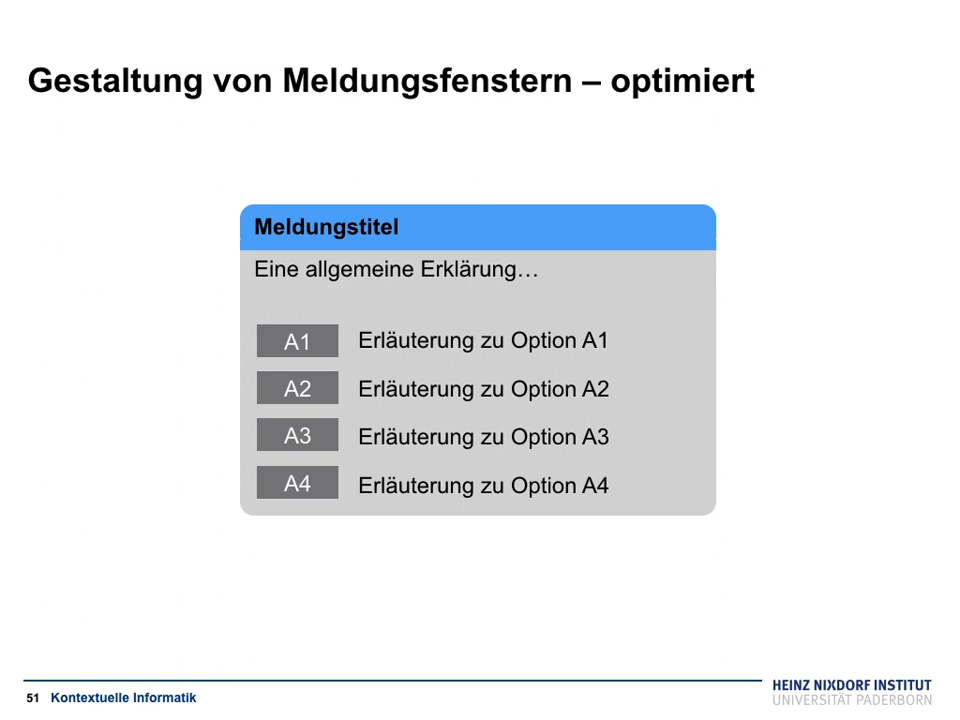 Gestaltung von Meldungsfenstern – optimiert
Meldungstitel
Eine allgemeine Erklärung…
A1 Erläuterung zu Option A1
A2 Erläuterung zu Option A2
A3 Erläuterung zu Option A3
A4 Erläuterung zu Option A4
51 Kontextuelle Informatik
HEINZ NIXDORF INSTITUT
UNIVERSITÄT PADERBORN